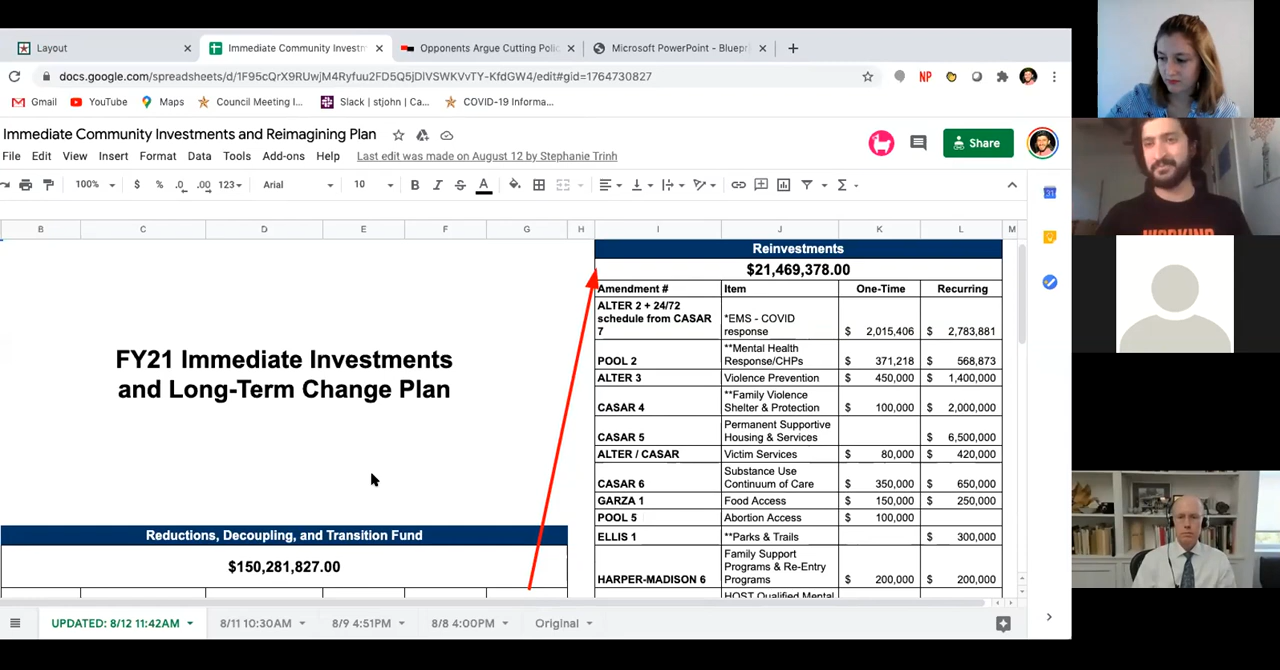 Layout
Immediate Community Investm
Opponents Argue Cutting Polic
Microsoft PowerPoint - Bluepr
docs.google.com/spreadsheets/d/1F95cQrX9RUwjM4Ryfuu2FD5Q5jDIVSWKVvTY-KfdGW4/edit#gid=1764730827
NP
Gmail
YouTube
Maps
Council Meeting I...
Slack | stjohn | Ca...
COVID-19 Informa...
Immediate Community Investments and Reimagining Plan
Share
File Edit View Insert Format Data Tools Add-ons Help Last edit was made on August 12 by Stephanie Trinh
100% $ % .0 .00 123 Arial 10 B I S A
B C D E F G H I J K L M
Reinvestments
$21,469,378.00
Amendment # Item One-Time Recurring
ALTER 2 + 24/72
schedule from CASAR
7
*EMS - COVID
response
$ 2,015,406 $ 2,783,881
POOL 2
**Mental Health
Response/CHPs
$ 371,218 $ 568,873
ALTER 3 Violence Prevention $ 450,000 $ 1,400,000
CASAR 4
**Family Violence
Shelter & Protection
$ 100,000 $ 2,000,000
CASAR 5
Permanent Supportive
Housing & Services
$ 6,500,000
ALTER / CASAR Victim Services $ 80,000 $ 420,000
CASAR 6
Substance Use
Continuum of Care
$ 350,000 $ 650,000
GARZA 1 Food Access $ 150,000 $ 250,000
POOL 5 Abortion Access $ 100,000
ELLIS 1 **Parks & Trails $ 300,000
HARPER-MADISON 6
Family Support
Programs & Re-Entry
Programs
$ 200,000 $ 200,000
HOST Qualified Mental
FY21 Immediate Investments
and Long-Term Change Plan
Reductions, Decoupling, and Transition Fund
$150,281,827.00
UPDATED: 8/12 11:42AM
8/11 10:30AM
8/9 4:51PM
8/8 4:00PM
Original
31
WORKING